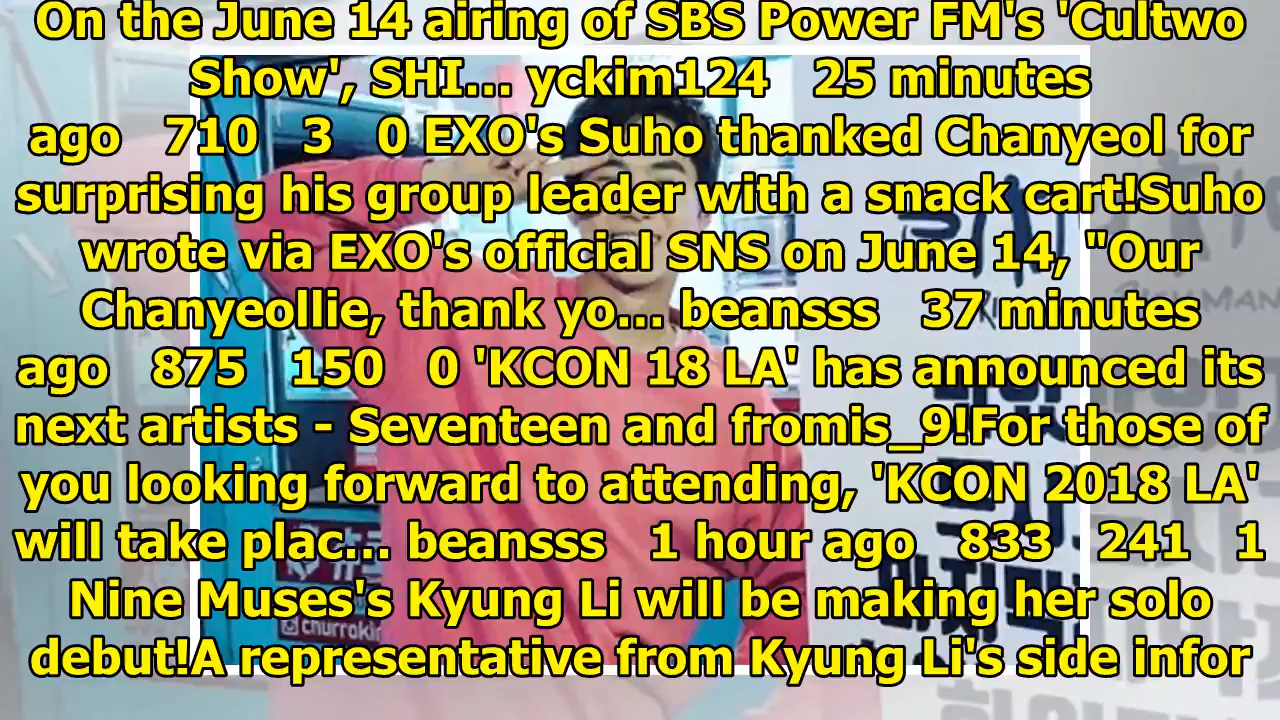 On the June 14 airing of SBS Power FM's 'Cultwo
Show', SHI... yckim124 25 minutes
ago 710 3 0 EXO's Suho thanked Chanyeol for
surprising his group leader with a snack cart!Suho
wrote via EXO's official SNS on June 14, "Our
Chanyeollie, thank yo... beansss 37 minutes
ago 875 150 0 'KCON 18 LA' has announced its
next artists - Seventeen and fromis_9!For those of
you looking forward to attending, 'KCON 2018 LA'
will take plac... beansss 1 hour ago 833 241 1
Nine Muses's Kyung Li will be making her solo
debut!A representative from Kyung Li's side infor